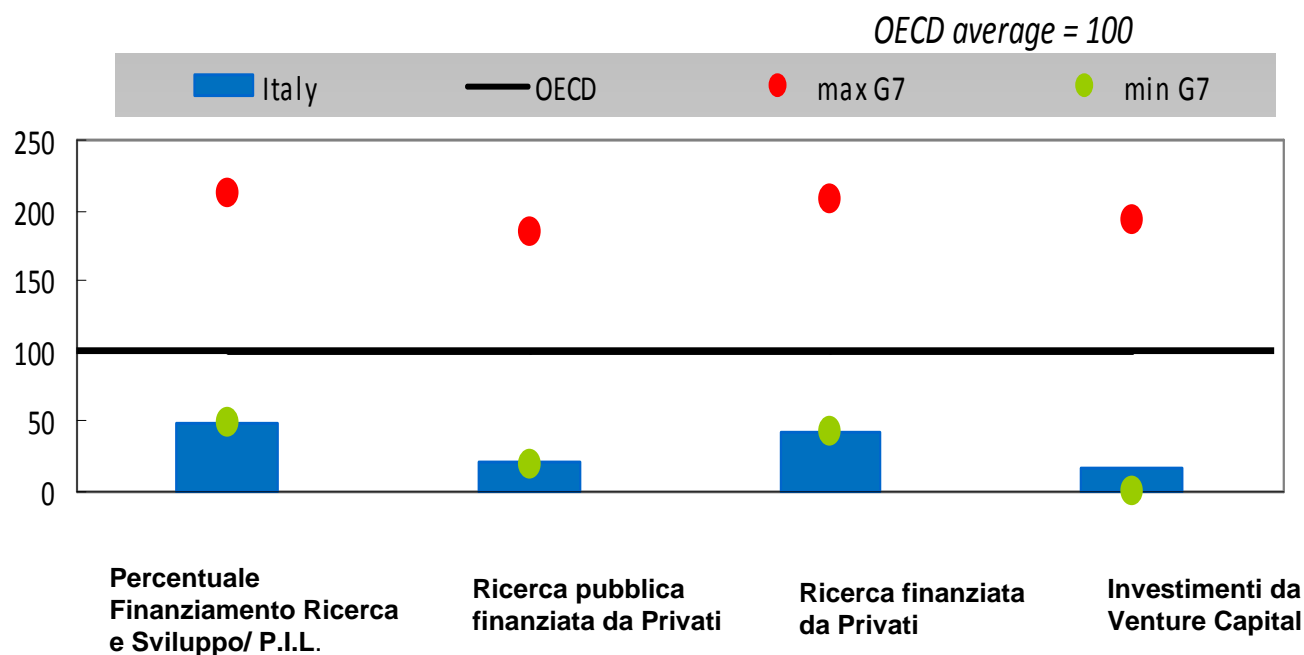 OECD average = 100
Italy OECD max G7 min G7
250
200
150
100
50
0
Percentuale
Finanziamento Ricerca
e Sviluppo/ P.I.L.
Ricerca pubblica
finanziata da Privati
Ricerca finanziata
da Privati
Investimenti da
Venture Capital